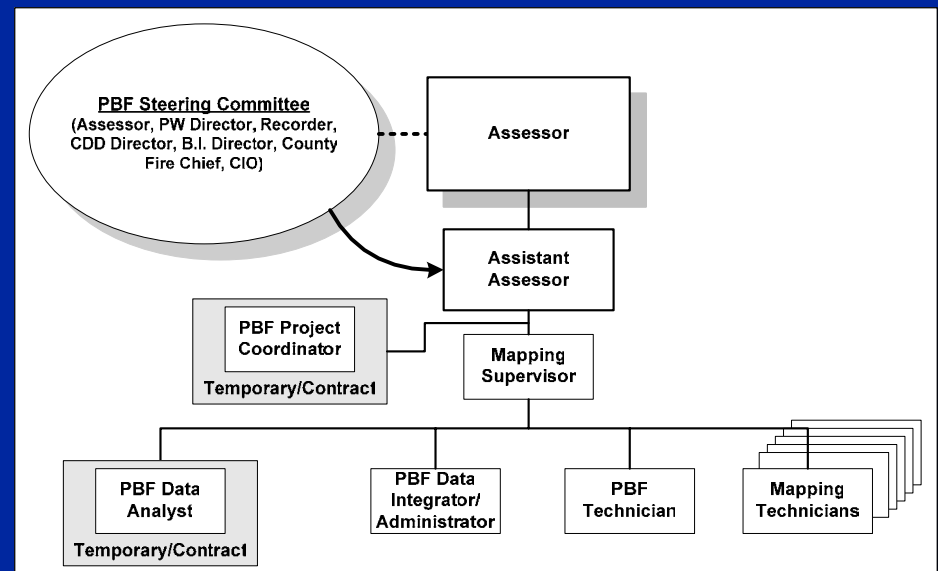 PBF Steering Committee
(Assessor, PW Director, Recorder,
CDD Director, B.I. Director, County
Fire Chief, CIO)
Assessor
Assistant
Assessor
PBF Project
Coordinator
Temporary/Contract
Mapping
Supervisor
PBF Data
Analyst
Temporary/Contract
PBF Data
Integrator/
Administrator
PBF
Technician
Mapping
Technicians